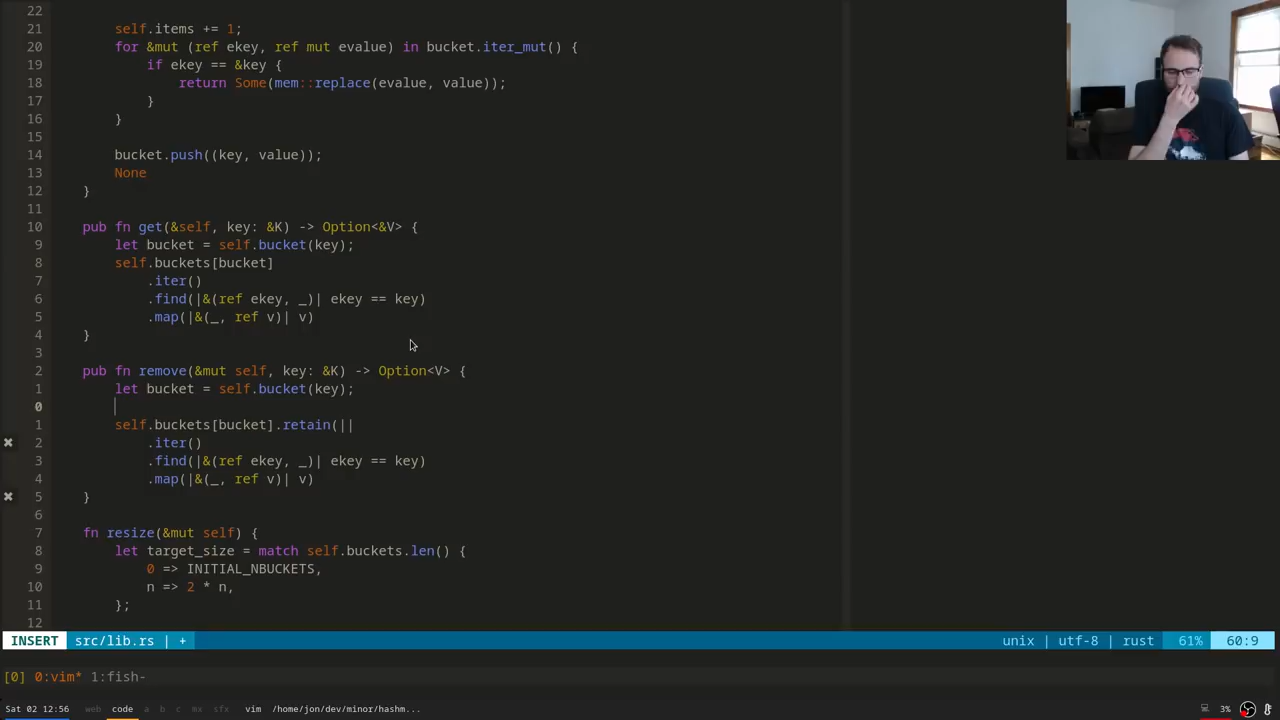 22
21 self.items += 1;
20 for &mut (ref ekey, ref mut evalue) in bucket.iter_mut() {
19 if ekey == &key {
18 return Some(mem::replace(evalue, value));
17 }
16 }
15
14 bucket.push((key, value));
13 None
12 }
11
10 pub fn get(&self, key: &K) -> Option<&V> {
9 let bucket = self.bucket(key);
8 self.buckets[bucket]
7 .iter()
6 .find(|&(ref ekey, _)| ekey == key)
5 .map(|&(_, ref v)| v)
4 }
3
2 pub fn remove(&mut self, key: &K) -> Option<V> {
1 let bucket = self.bucket(key);
0
1 self.buckets[bucket].retain(||
✖ 2 .iter()
3 .find(|&(ref ekey, _)| ekey == key)
4 .map(|&(_, ref v)| v)
✖ 5 }
6
7 fn resize(&mut self) {
8 let target_size = match self.buckets.len() {
9 0 => INITIAL_NBUCKETS,
10 n => 2 * n,
11 };
12
INSERT src/lib.rs | + unix | utf-8 | rust 61% 60:9
[0] 0:vim* 1:fish-
Sat 02 12:56 web code a b c mx sfx vim /home/jon/dev/minor/hashm... 3%